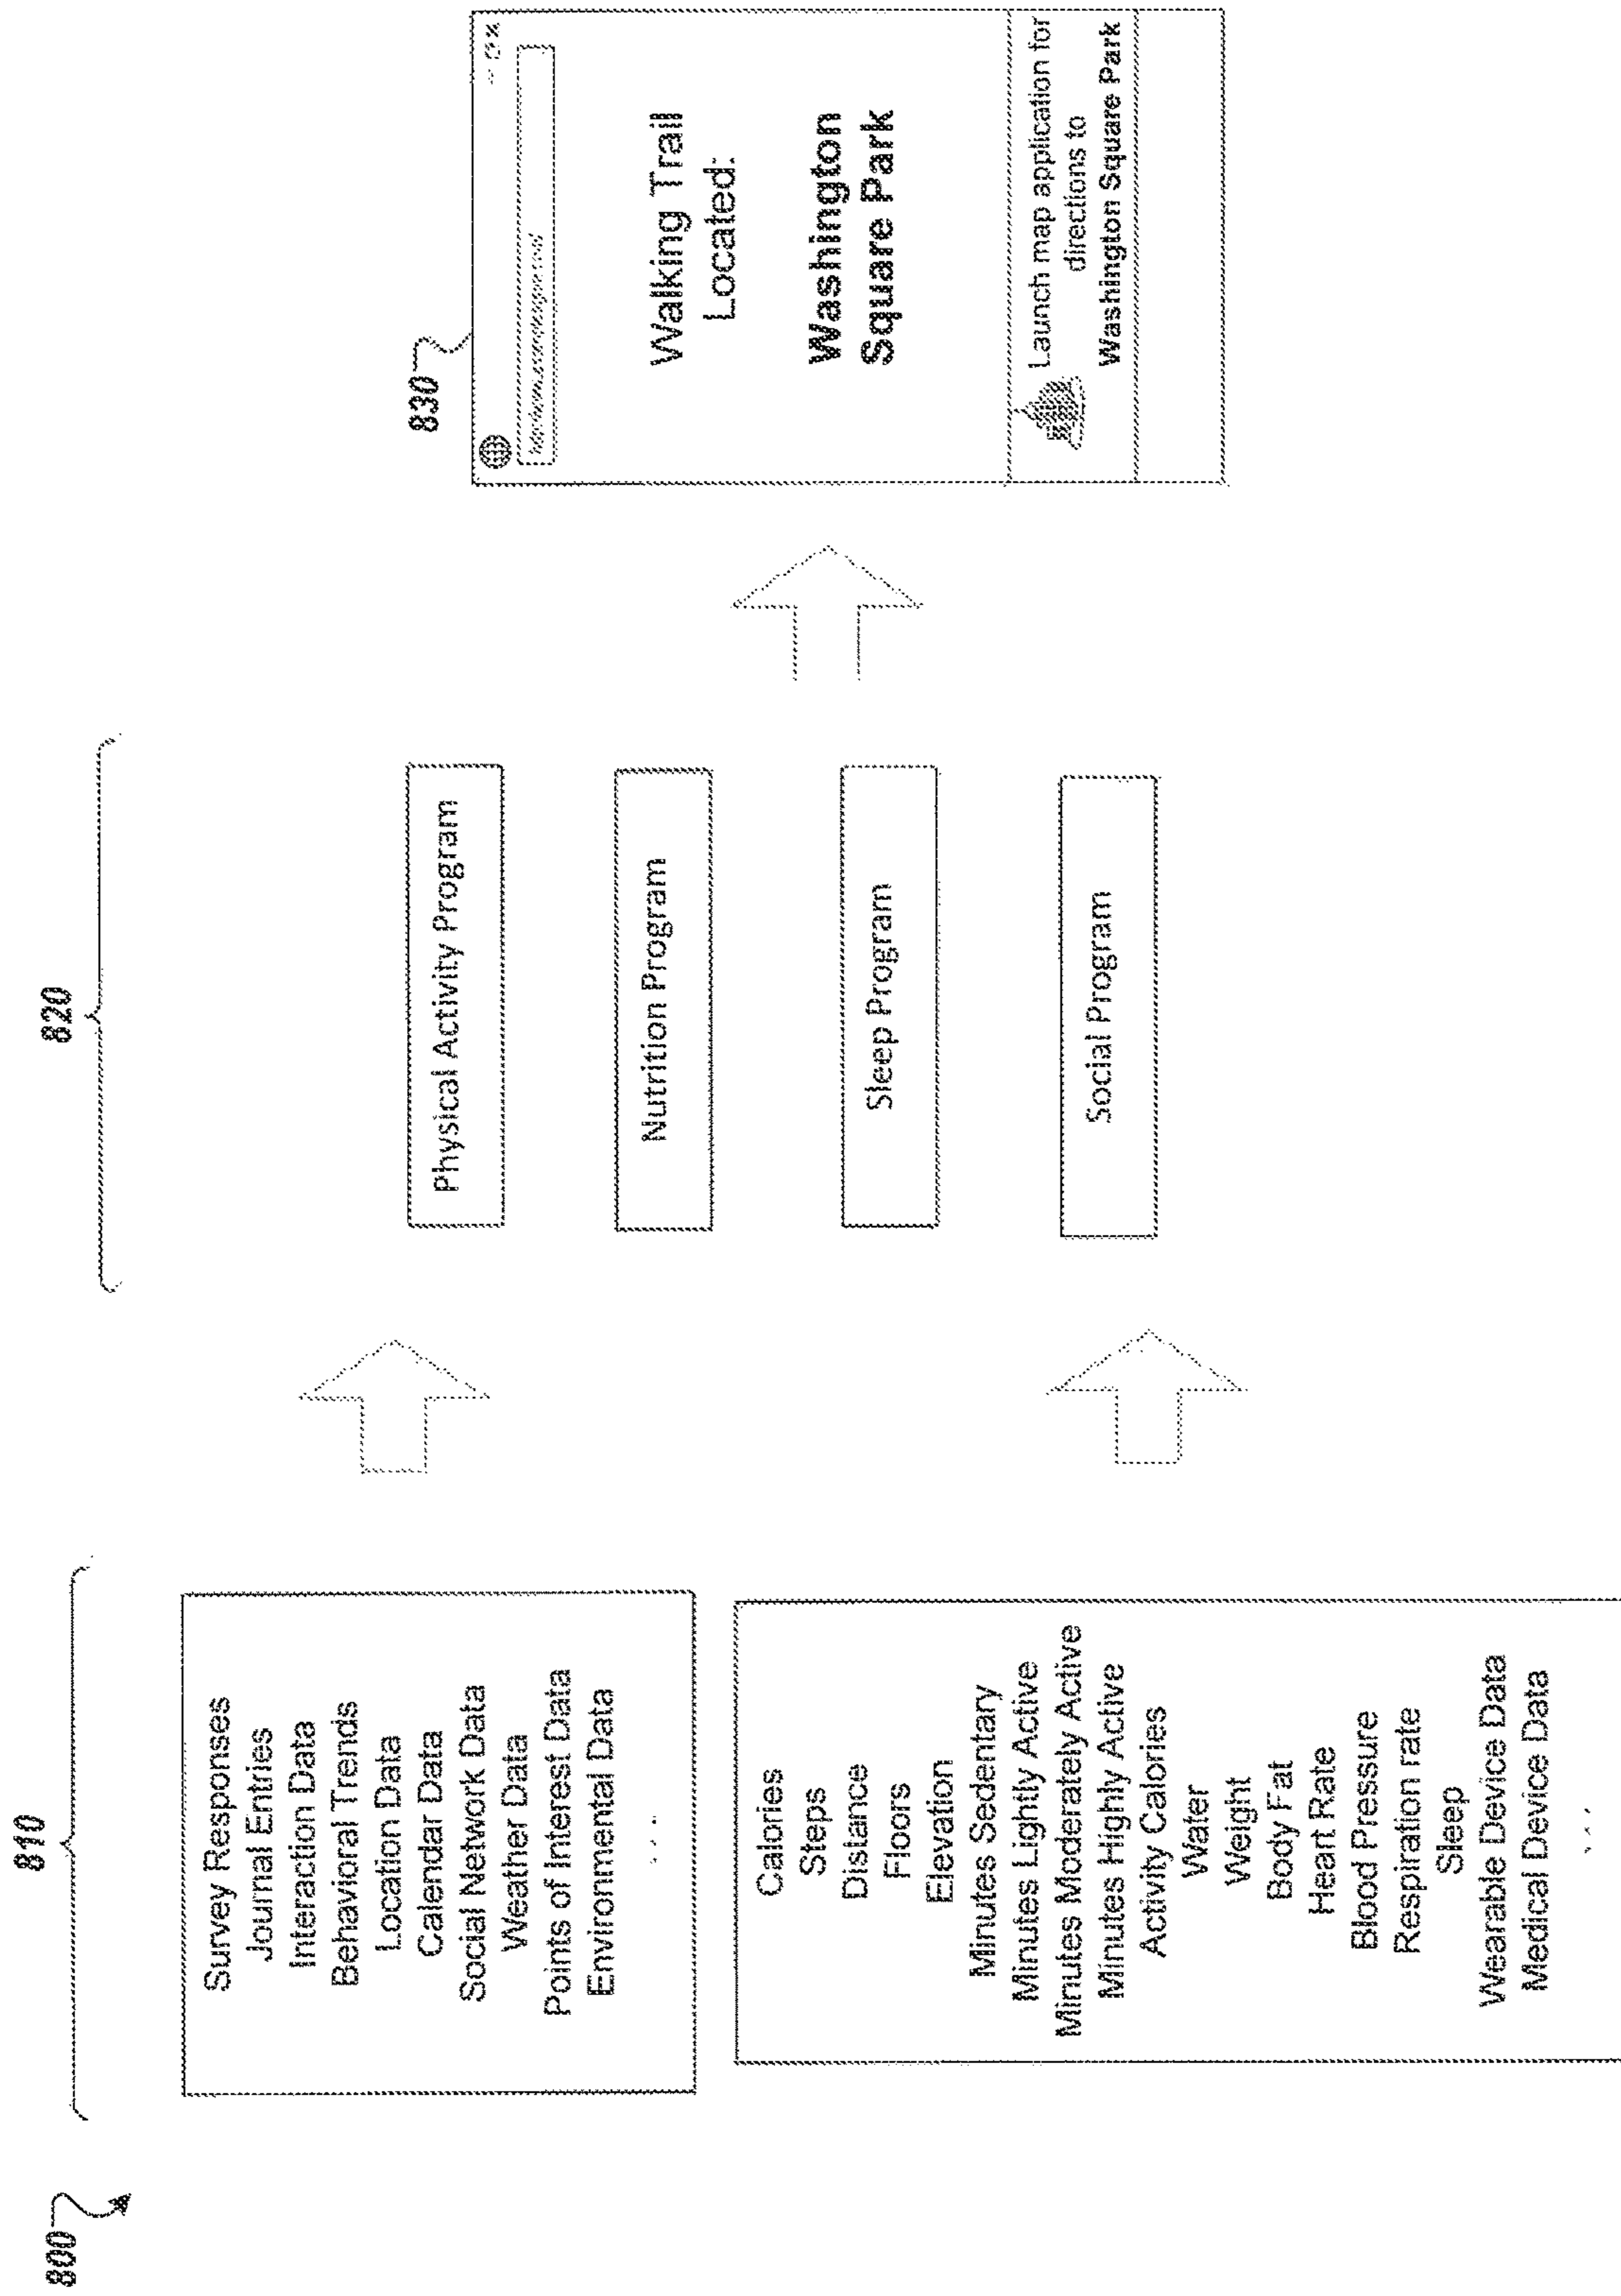 800
810
Survey Responses
Journal Entries
Interaction Data
Behavioral Trends
Location Data
Calendar Data
Social Network Data
Weather Data
Points of Interest Data
Environmental Data
...
Calories
Steps
Distance
Floors
Elevation
Minutes Sedentary
Minutes Lightly Active
Minutes Moderately Active
Minutes Highly Active
Activity Calories
Water
Weight
Body Fat
Heart Rate
Blood Pressure
Respiration rate
Sleep
Wearable Device Data
Medical Device Data
...
820
Physical Activity Program
Nutrition Program
Sleep Program
Social Program
830
Walking Trail
Located:
Washington
Square Park
Launch map application for
directions to
Washington Square Park